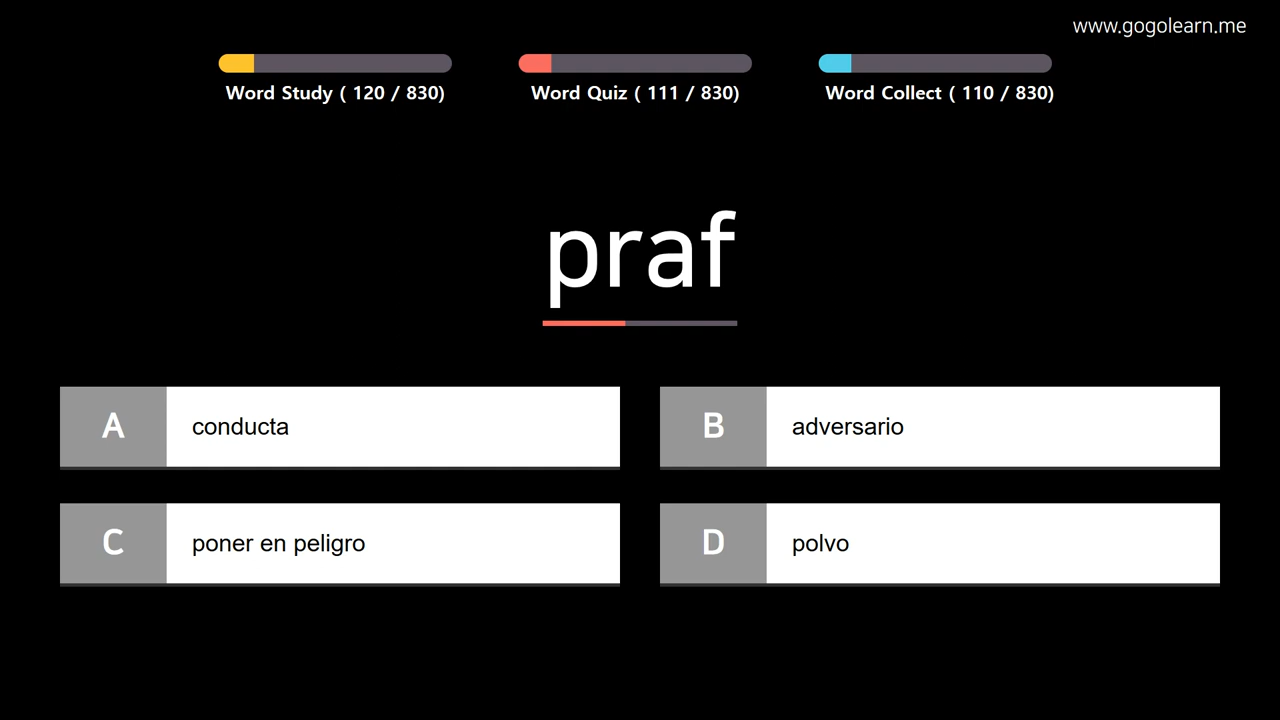 www.gogolearn.me
Word Study ( 120 / 830)
Word Quiz ( 111 / 830)
Word Collect ( 110 / 830)
praf
A conducta
B adversario
C poner en peligro
D polvo